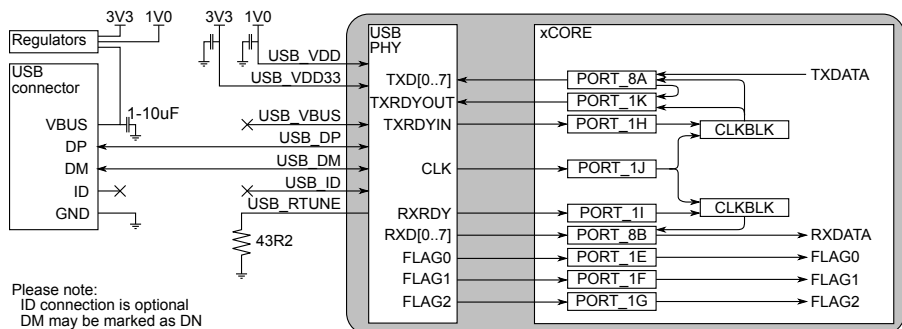 3V3 1V0
Regulators
USB
connector
VBUS
DP
DM
ID
GND
1-10uF
3V3 1V0
USB_VDD
USB_VDD33
USB_VBUS
USB_DP
USB_DM
USB_ID
USB_RTUNE
43R2
Please note:
ID connection is optional
DM may be marked as DN
USB
PHY
TXD[0..7]
TXRDYOUT
TXRDYIN
CLK
RXRDY
RXD[0..7]
FLAG0
FLAG1
FLAG2
xCORE
PORT_8A
PORT_1K
PORT_1H
PORT_1J
PORT_1I
PORT_8B
PORT_1E
PORT_1F
PORT_1G
CLKBLK
CLKBLK
TXDATA
RXDATA
FLAG0
FLAG1
FLAG2